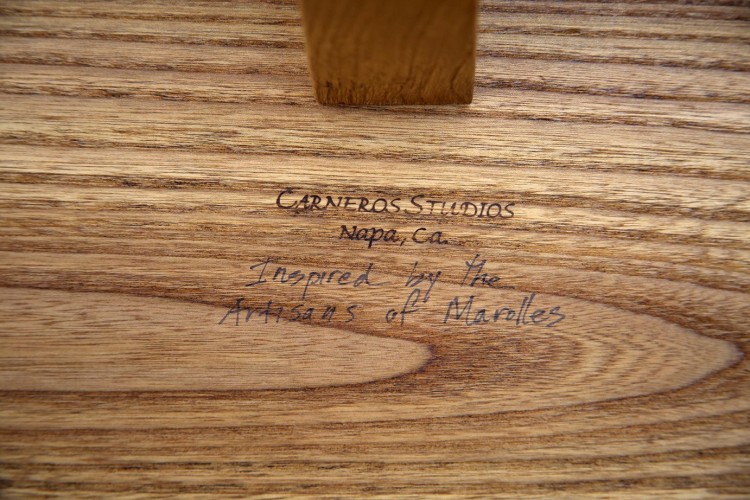 CARNEROS STUDIOS
Napa, Ca.
Inspired by the
Artisans of Marolles